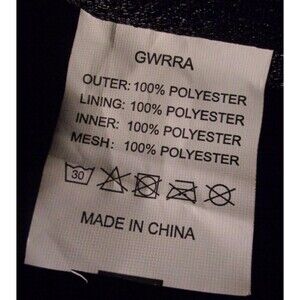 GWRRA
OUTER: 100% POLYESTER
LINING: 100% POLYESTER
INNER: 100% POLYESTER
MESH: 100% POLYESTER
30
MADE IN CHINA